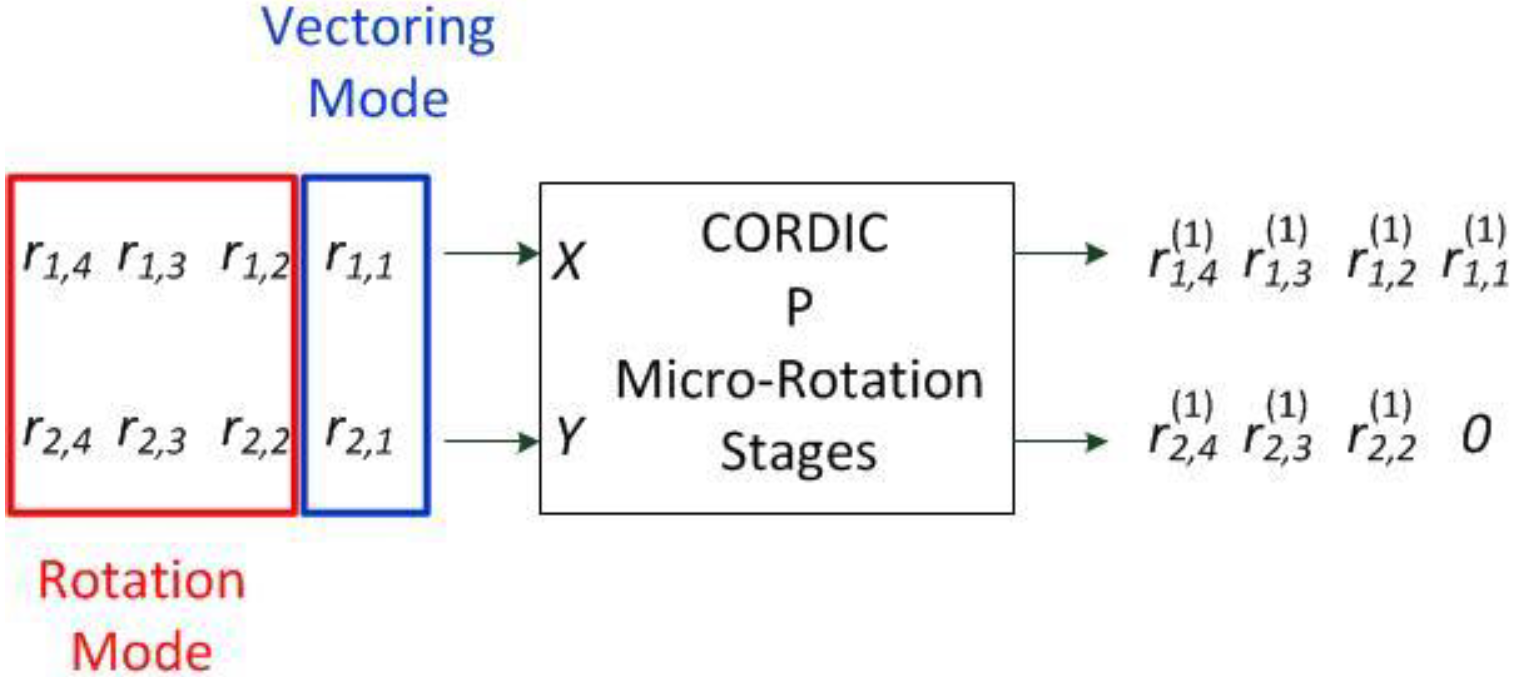 Vectoring
Mode
r1,4 r1,3 r1,2 r1,1
X
CORDIC
P
Micro-Rotation
Stages
r(1)1,4 r(1)1,3 r(1)1,2 r(1)1,1
r2,4 r2,3 r2,2 r2,1
Y
r(1)2,4 r(1)2,3 r(1)2,2 0
Rotation
Mode